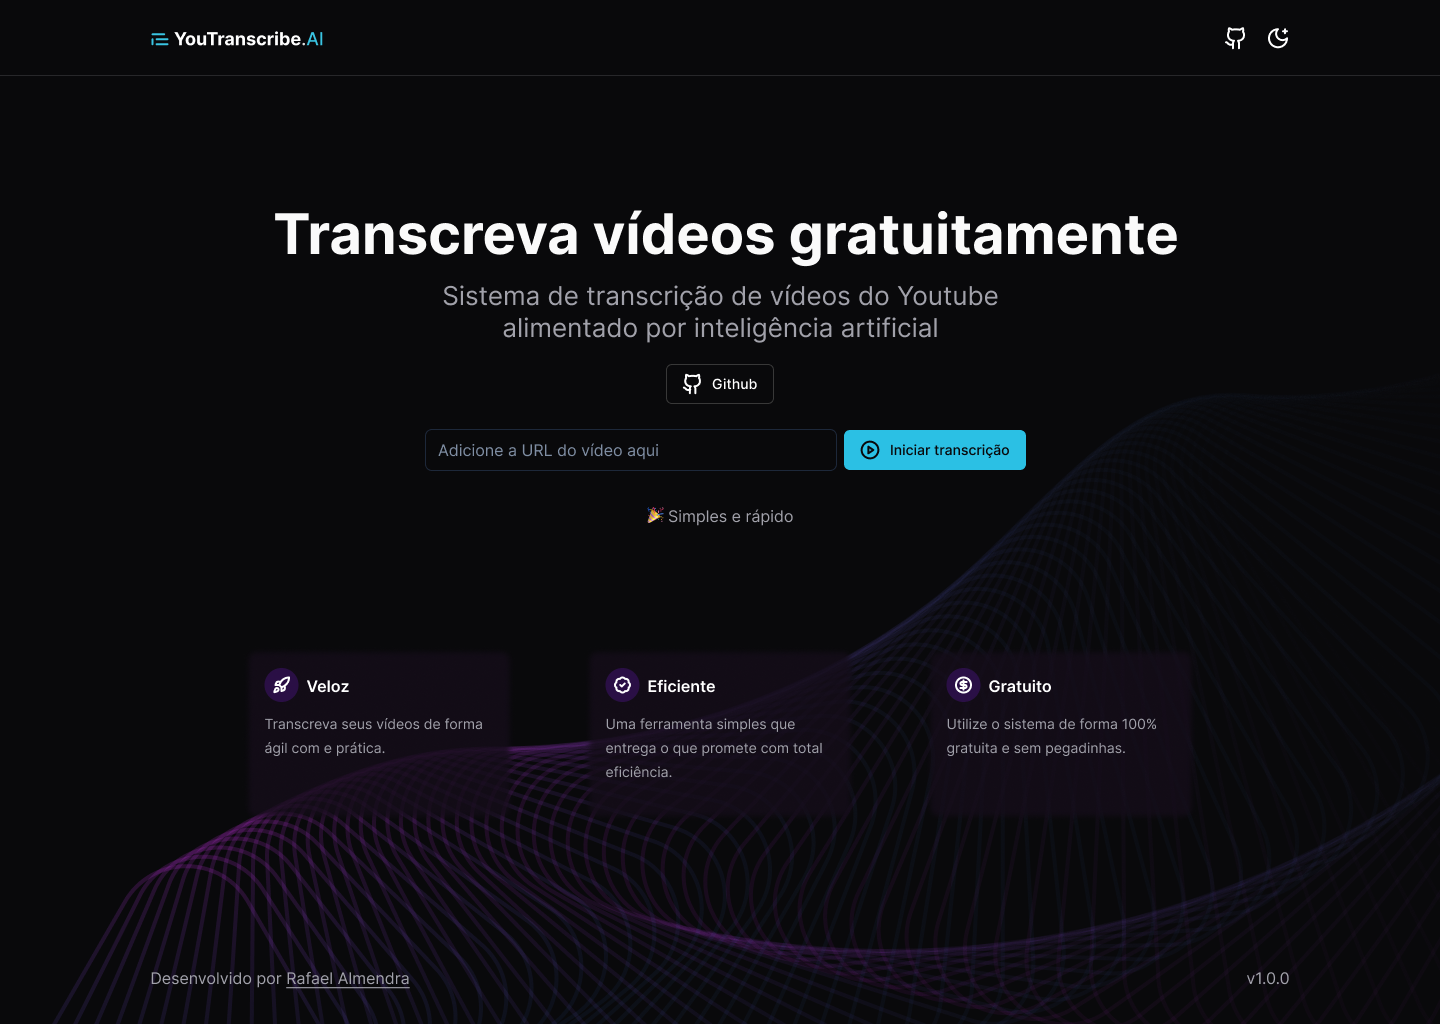 YouTranscribe.AI
Transcreva vídeos gratuitamente
Sistema de transcrição de vídeos do Youtube
alimentado por inteligência artificial
Github
Adicione a URL do vídeo aqui
Iniciar transcrição
🎉 Simples e rápido
Veloz
Transcreva seus vídeos de forma
ágil com e prática.
Eficiente
Uma ferramenta simples que
entrega o que promete com total
eficiência.
Gratuito
Utilize o sistema de forma 100%
gratuita e sem pegadinhas.
Desenvolvido por Rafael Almendra
v1.0.0